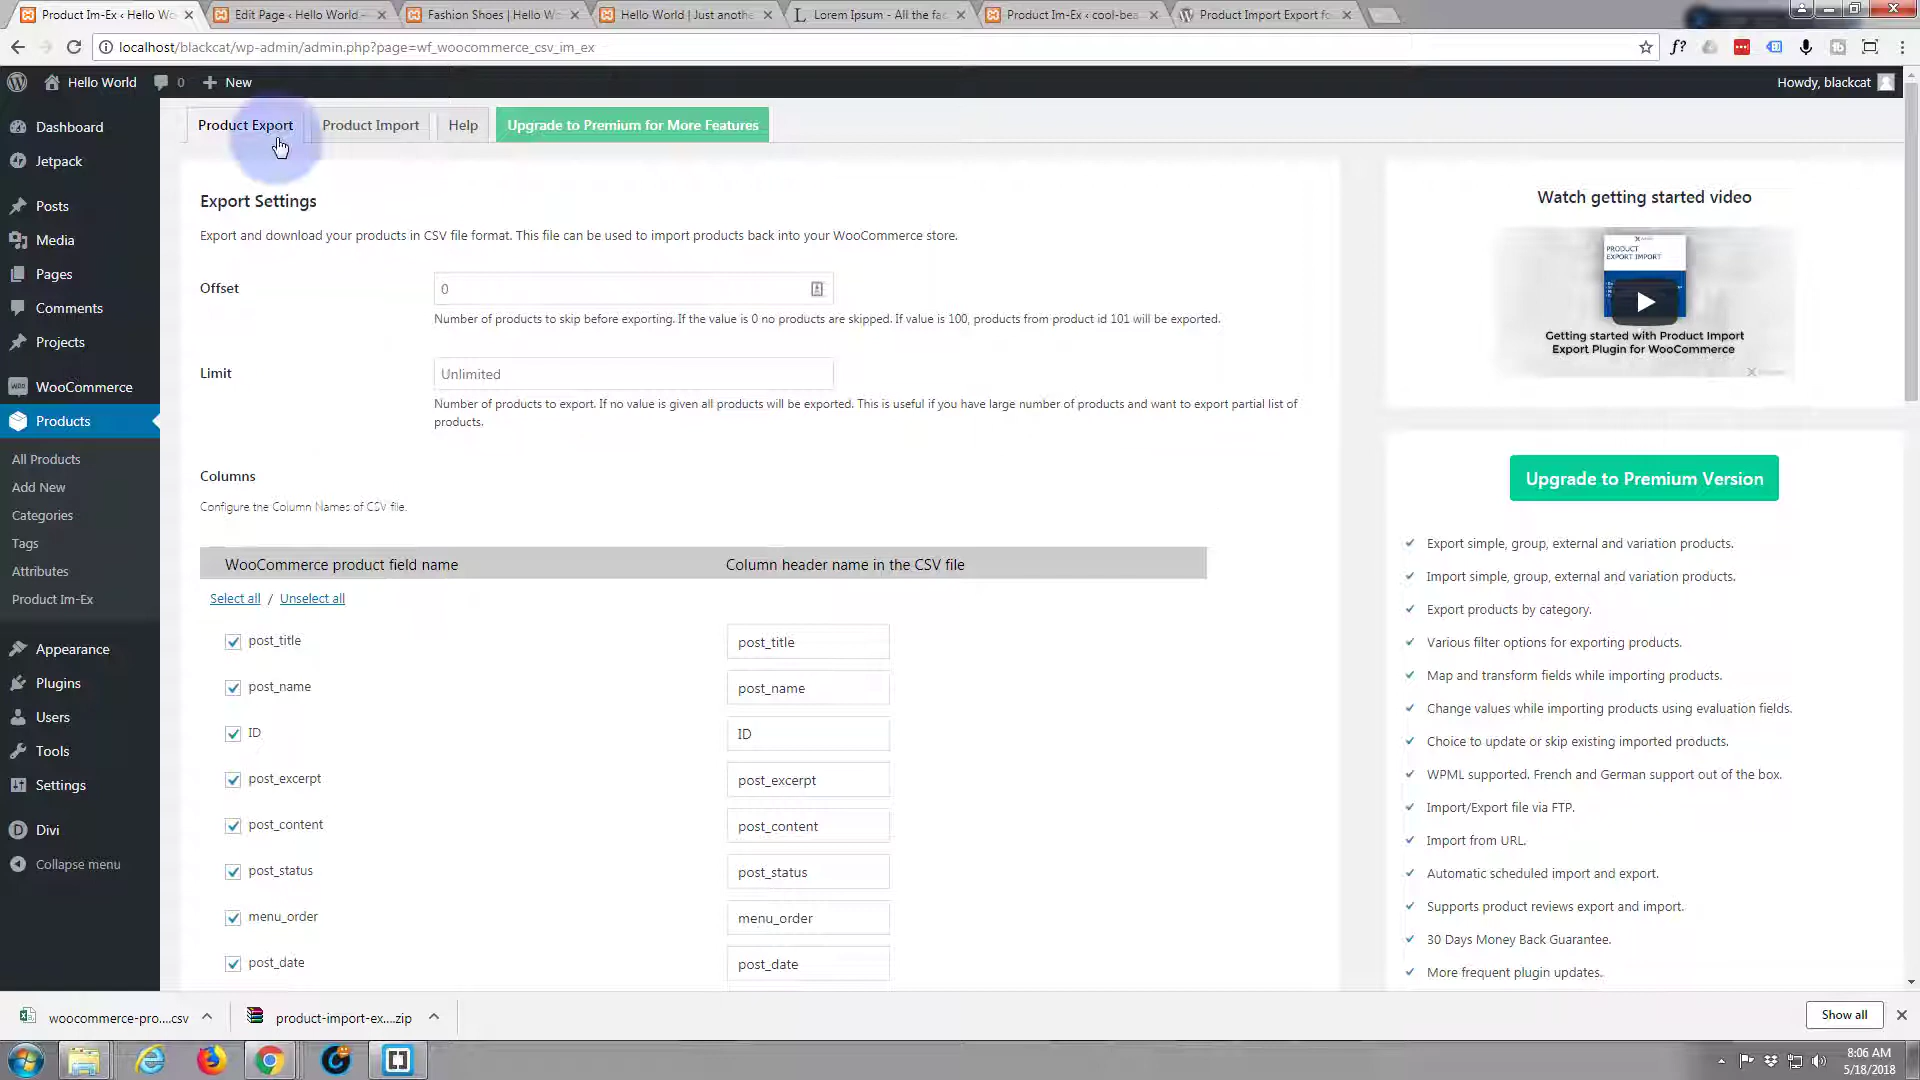 Product Im-Ex ‹ Hello Wo
Edit Page ‹ Hello World -
Fashion Shoes | Hello Wo
Hello World | Just anothe
Lorem Ipsum - All the fac
Product Im-Ex ‹ cool-bea
Product Import Export fo
localhost/blackcat/wp-admin/admin.php?page=wf_woocommerce_csv_im_ex
Hello World
0
New
Howdy, blackcat
Dashboard
Jetpack
Posts
Media
Pages
Comments
Projects
WooCommerce
Products
All Products
Add New
Categories
Tags
Attributes
Product Im-Ex
Appearance
Plugins
Users
Tools
Settings
Divi
Collapse menu
Product Export
Product Import
Help
Upgrade to Premium for More Features
Export Settings
Export and download your products in CSV file format. This file can be used to import products back into your WooCommerce store.
Offset
0
Number of products to skip before exporting. If the value is 0 no products are skipped. If value is 100, products from product id 101 will be exported.
Limit
Unlimited
Number of products to export. If no value is given all products will be exported. This is useful if you have large number of products and want to export partial list of
products.
Columns
Configure the Column Names of CSV file.
WooCommerce product field name
Column header name in the CSV file
Select all / Unselect all
post_title
post_title
post_name
post_name
ID
ID
post_excerpt
post_excerpt
post_content
post_content
post_status
post_status
menu_order
menu_order
post_date
post_date
Watch getting started video
PRODUCT
EXPORT IMPORT
Getting started with Product Import
Export Plugin for WooCommerce
Upgrade to Premium Version
Export simple, group, external and variation products.
Import simple, group, external and variation products.
Export products by category.
Various filter options for exporting products.
Map and transform fields while importing products.
Change values while importing products using evaluation fields.
Choice to update or skip existing imported products.
WPML supported. French and German support out of the box.
Import/Export file via FTP.
Import from URL.
Automatic scheduled import and export.
Supports product reviews export and import.
30 Days Money Back Guarantee.
More frequent plugin updates.
woocommerce-pro....csv
product-import-ex....zip
Show all
8:06 AM
5/18/2018